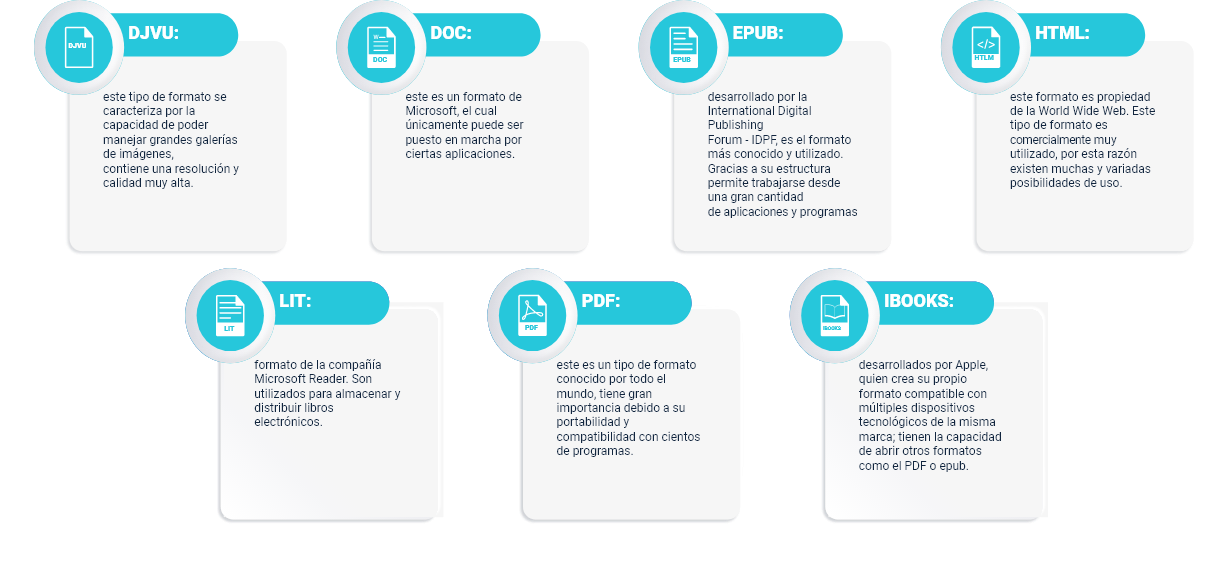 DJVU
DJVU:
este tipo de formato se
caracteriza por la
capacidad de poder
manejar grandes galerías
de imágenes,
contiene una resolución y
calidad muy alta.
W
DOC
DOC:
este es un formato de
Microsoft, el cual
únicamente puede ser
puesto en marcha por
ciertas aplicaciones.
EPUB
EPUB:
desarrollado por la
International Digital
Publishing
Forum - IDPF, es el formato
más conocido y utilizado.
Gracias a su estructura
permite trabajarse desde
una gran cantidad
de aplicaciones y programas
</>
HTLM
HTML:
este formato es propiedad
de la World Wide Web. Este
tipo de formato es
comercialmente muy
utilizado, por esta razón
existen muchas y variadas
posibilidades de uso.
LIT
LIT:
formato de la compañía
Microsoft Reader. Son
utilizados para almacenar y
distribuir libros
electrónicos.
PDF
PDF:
este es un tipo de formato
conocido por todo el
mundo, tiene gran
importancia debido a su
portabilidad y
compatibilidad con cientos
de programas.
IBOOKS
IBOOKS:
desarrollados por Apple,
quien crea su propio
formato compatible con
múltiples dispositivos
tecnológicos de la misma
marca; tienen la capacidad
de abrir otros formatos
como el PDF o epub.